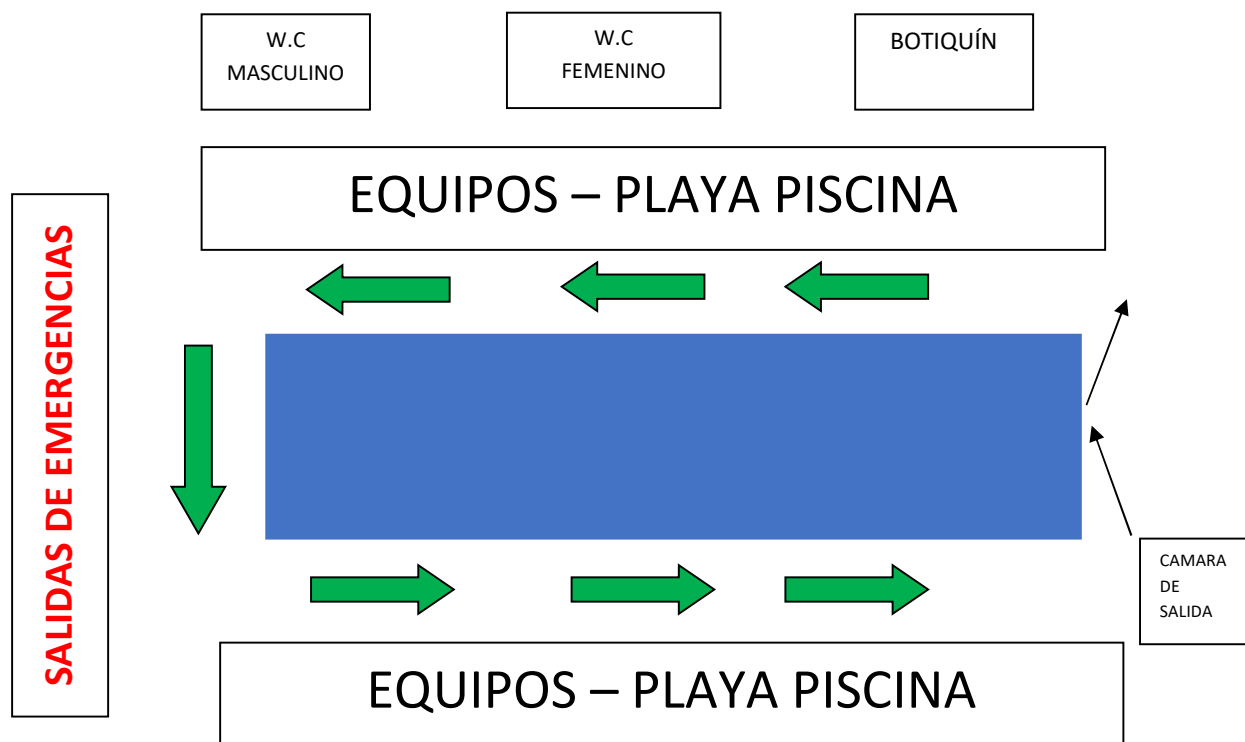 W.C
MASCULINO
W.C
FEMENINO
BOTIQUÍN
EQUIPOS – PLAYA PISCINA
SALIDAS DE EMERGENCIAS
CAMARA
DE
SALIDA
EQUIPOS – PLAYA PISCINA